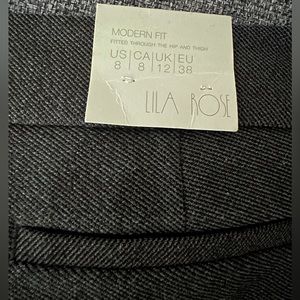 MODERN FIT
FITTED THROUGH THE HIP AND THIGH
US|CA|UK|EU
8|8|12|38
LILA ROSE